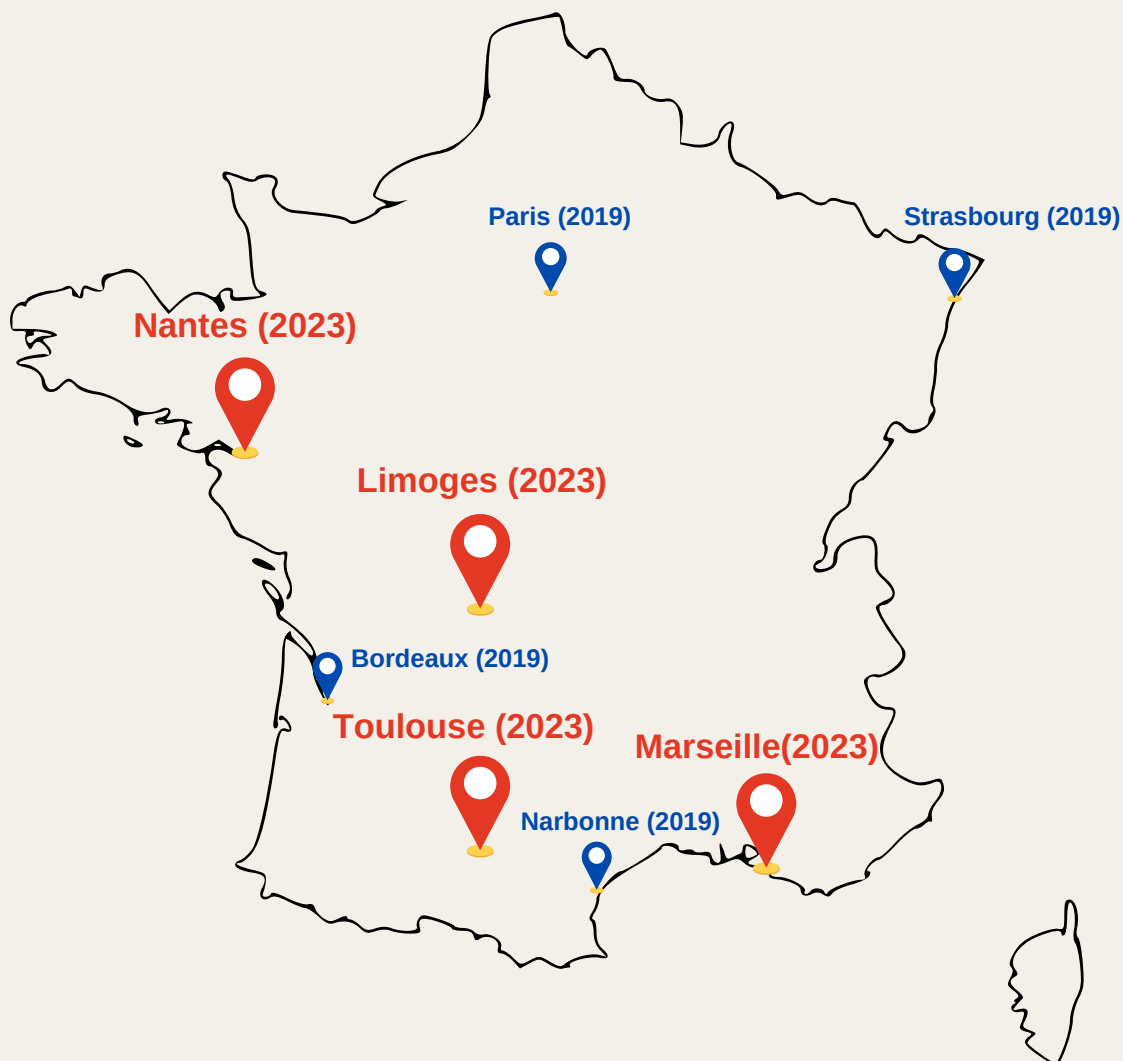 Paris (2019)
Strasbourg (2019)
Nantes (2023)
Limoges (2023)
Bordeaux (2019)
Toulouse (2023)
Marseille(2023)
Narbonne (2019)